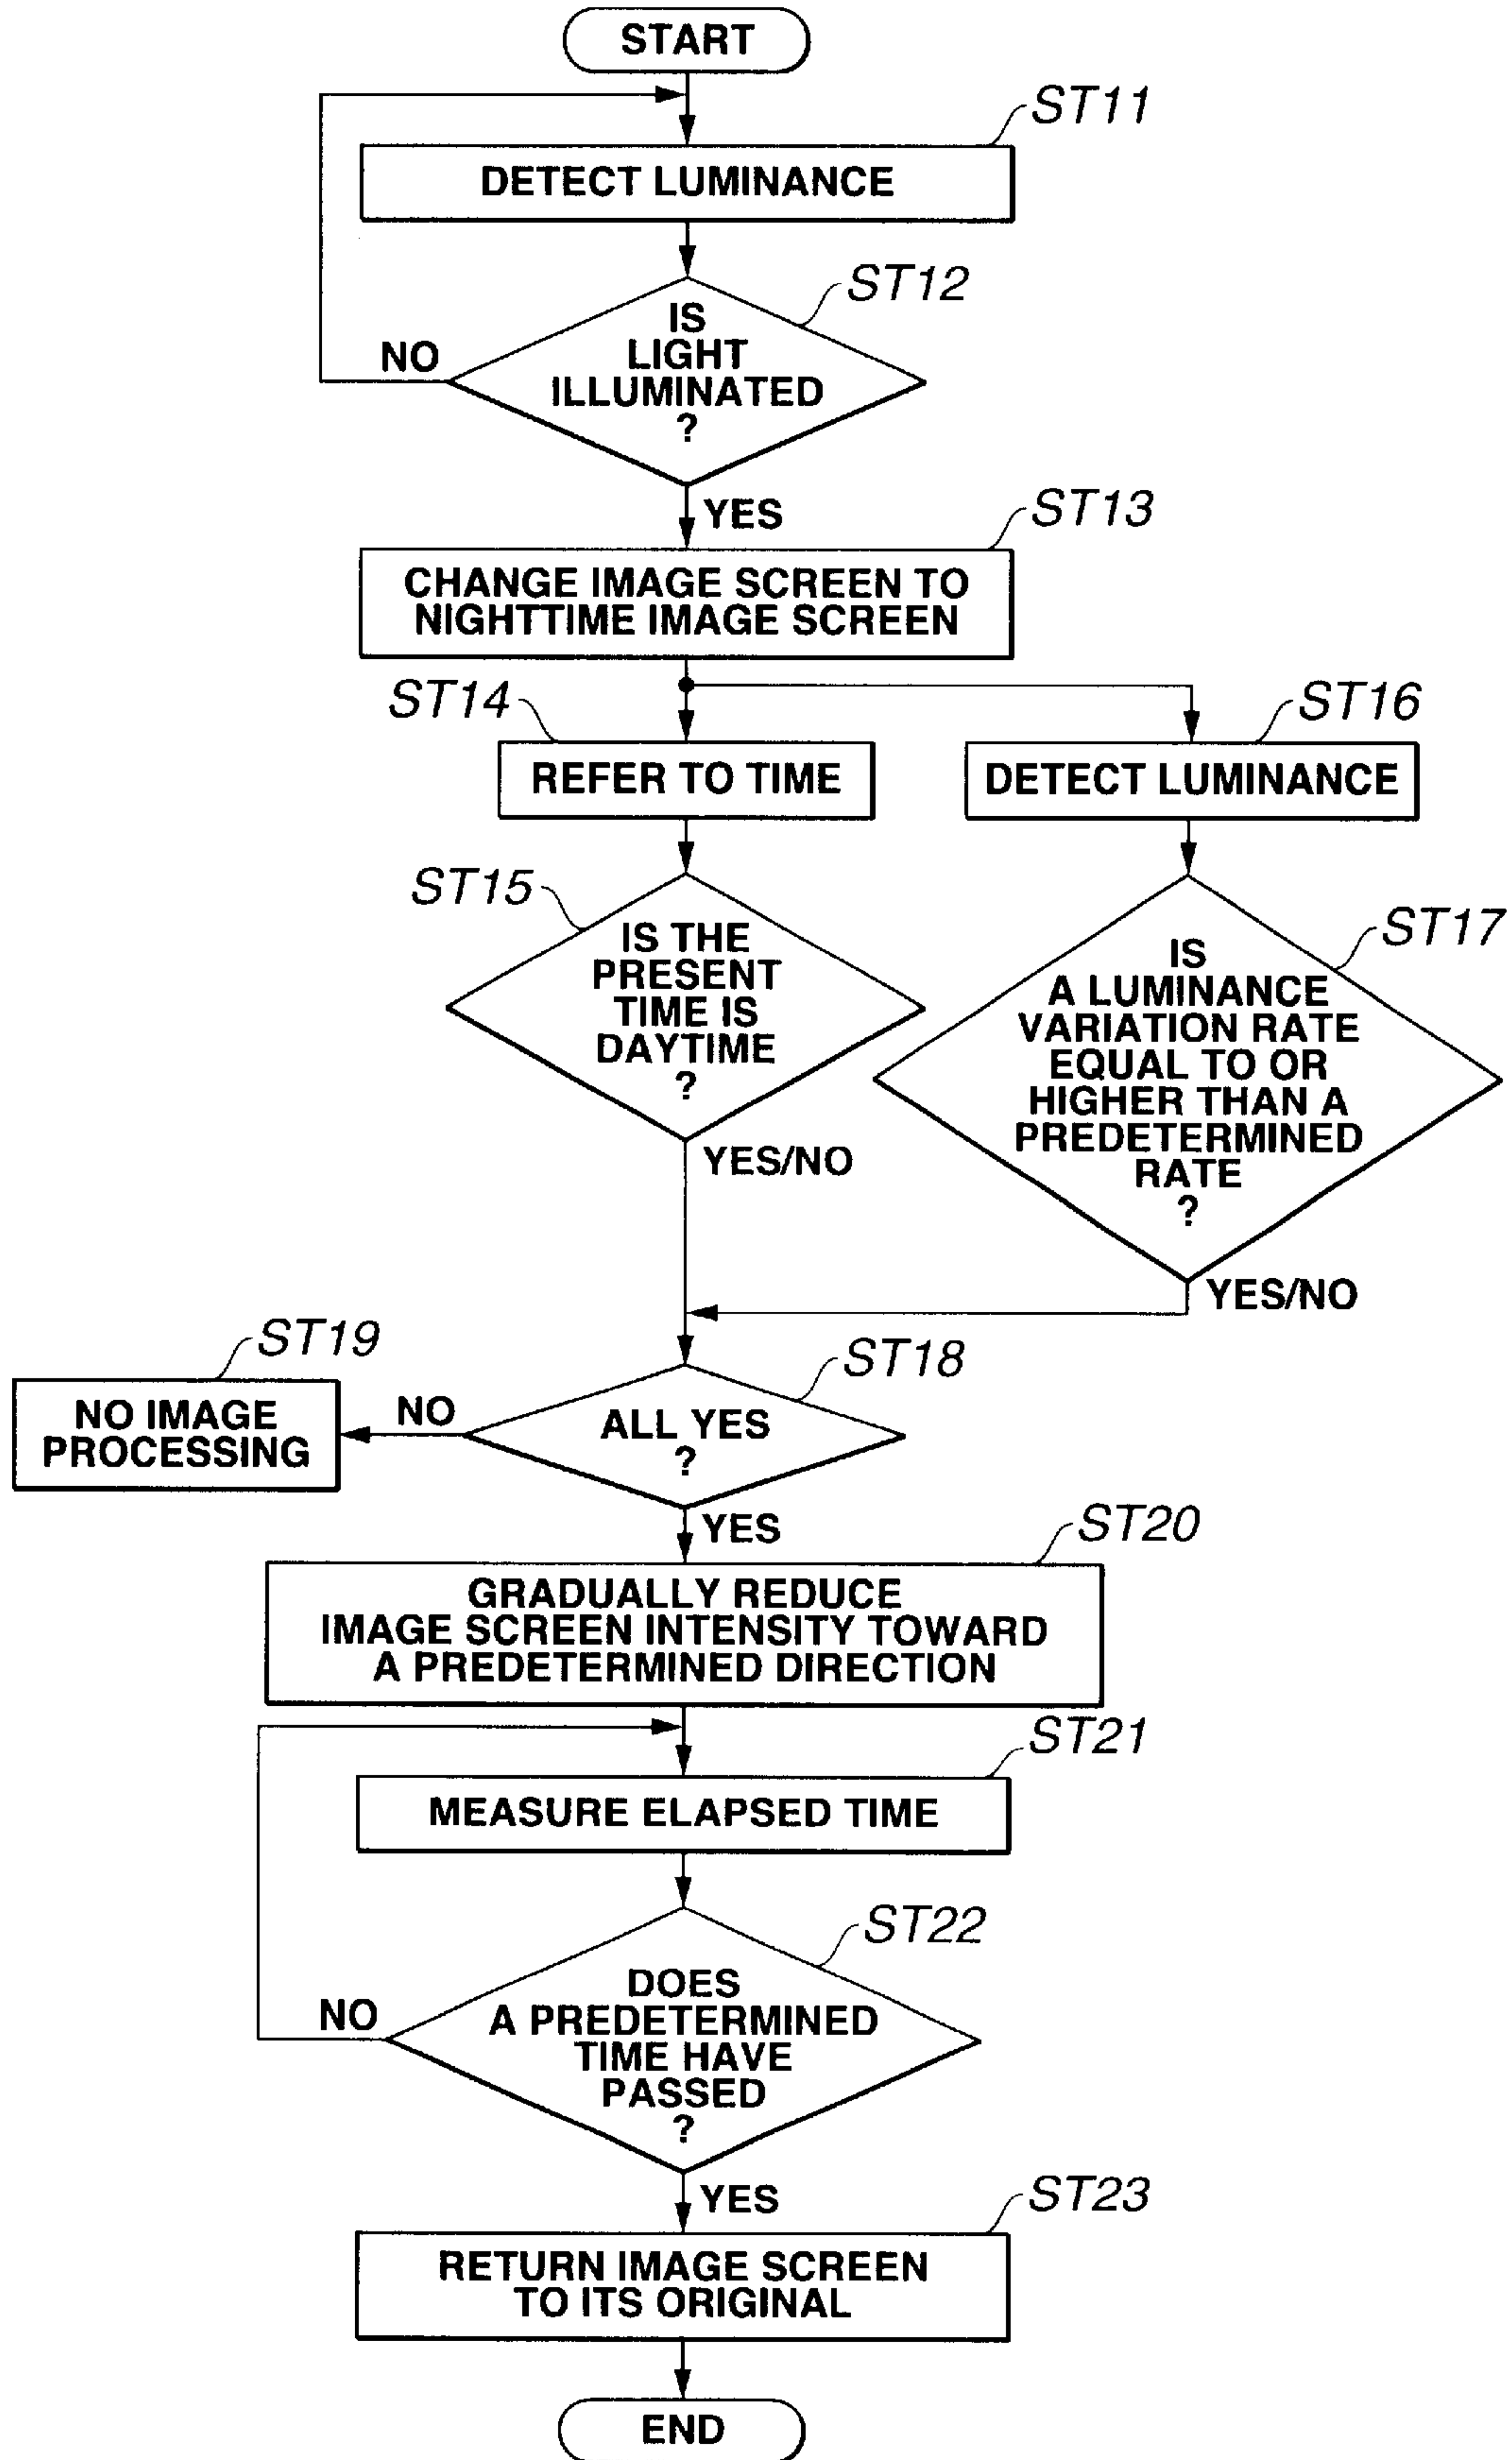 START
ST11
DETECT LUMINANCE
ST12
IS
LIGHT
ILLUMINATED
?
NO
YES
ST13
CHANGE IMAGE SCREEN TO
NIGHTTIME IMAGE SCREEN
ST14
REFER TO TIME
ST16
DETECT LUMINANCE
ST15
IS THE
PRESENT
TIME IS
DAYTIME
?
YES/NO
ST17
IS
A LUMINANCE
VARIATION RATE
EQUAL TO OR
HIGHER THAN A
PREDETERMINED
RATE
?
YES/NO
ST18
ALL YES
?
NO
ST19
NO IMAGE
PROCESSING
YES
ST20
GRADUALLY REDUCE
IMAGE SCREEN INTENSITY TOWARD
A PREDETERMINED DIRECTION
ST21
MEASURE ELAPSED TIME
ST22
DOES
A PREDETERMINED
TIME HAVE
PASSED
?
NO
YES
ST23
RETURN IMAGE SCREEN
TO ITS ORIGINAL
END